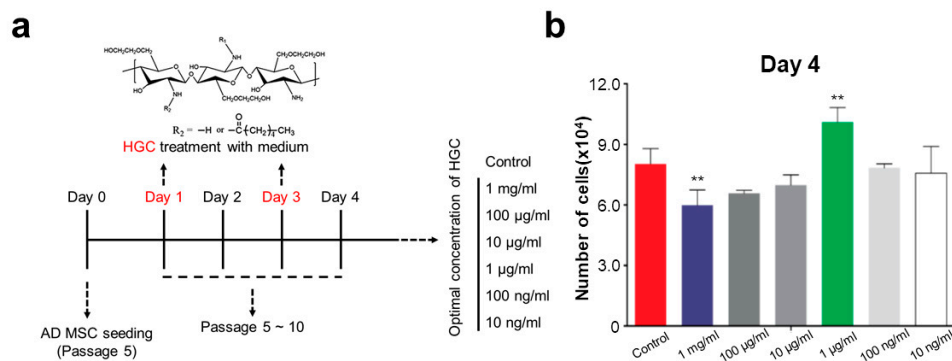 a
HOCH₂CH₂OCH₂
HO
NH
R₂
HO
R₃
NH
CH₂OCH₂CH₂OH
CH₂OCH₂CH₂OH
HO
NH₂
R₂ = —H or —C(CH₂)₄CH₃
O
HGC treatment with medium
Day 0
Day 1
Day 2
Day 3
Day 4
AD MSC seeding
(Passage 5)
Passage 5 ~ 10
Optimal concentration of HGC
Control
1 mg/ml
100 µg/ml
10 µg/ml
1 µg/ml
100 ng/ml
10 ng/ml
b
Day 4
Number of cells(x10⁴)
12.0
9.0
6.0
3.0
0
**
**
Control
1 mg/ml
100 µg/ml
10 µg/ml
1 µg/ml
100 ng/ml
10 ng/ml